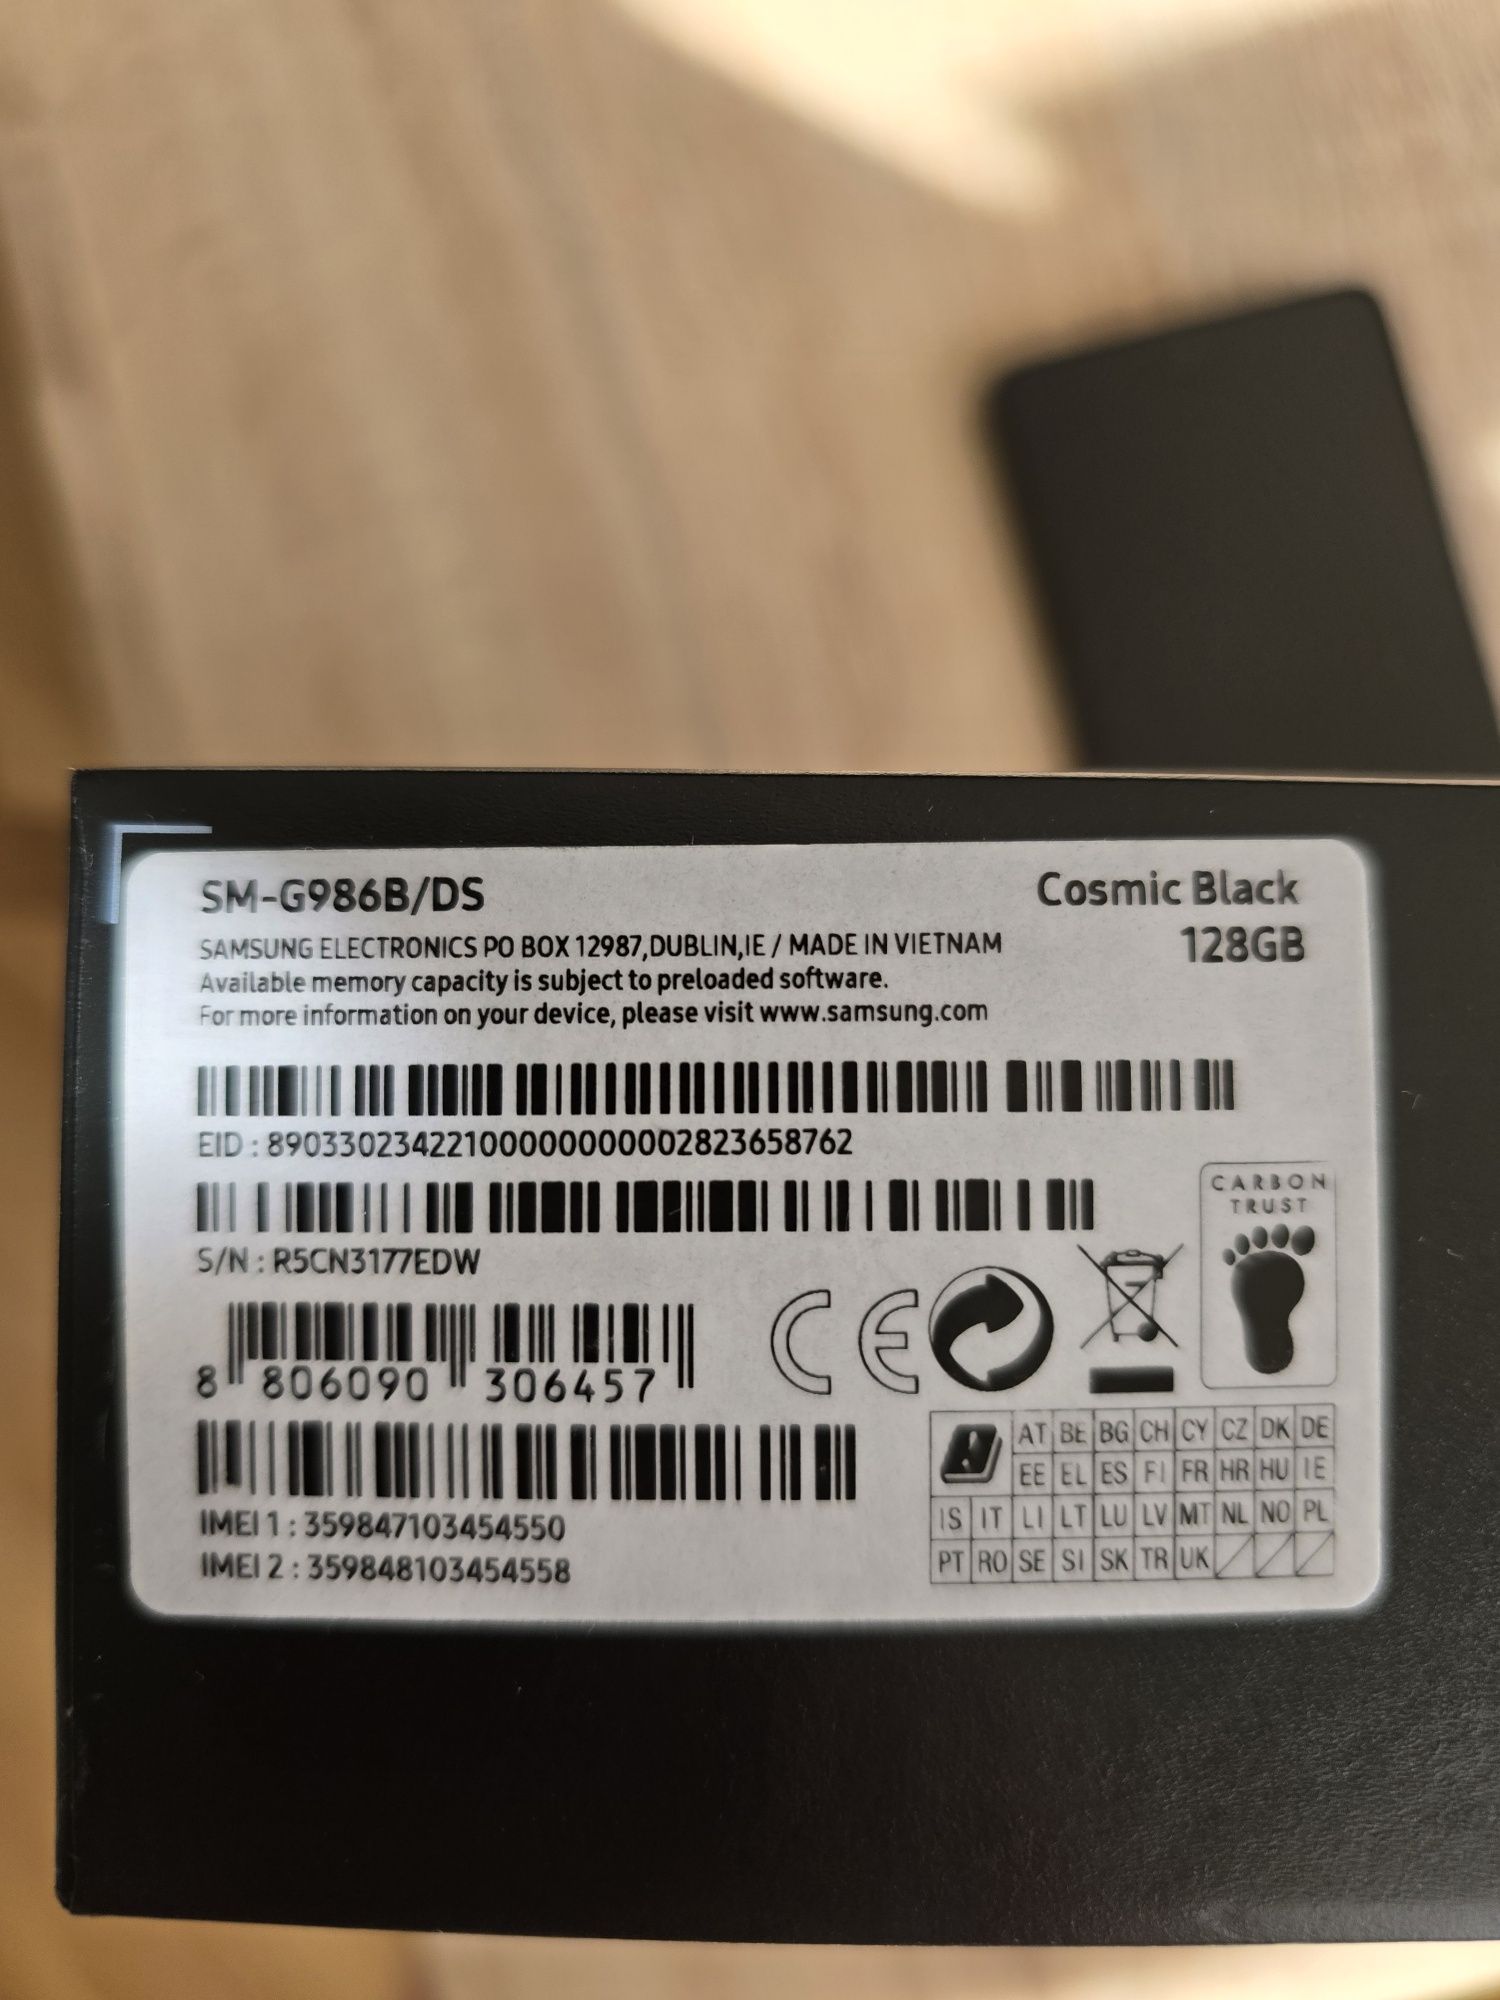 SM-G986B/DS
Cosmic Black
128GB
SAMSUNG ELECTRONICS PO BOX 12987,DUBLIN,IE / MADE IN VIETNAM
Available memory capacity is subject to preloaded software.
For more information on your device, please visit www.samsung.com
EID : 89033023422100000000002823658762
S/N : R5CN3177EDW
8 806090 306457
IMEI 1 : 359847103454550
IMEI 2 : 359848103454558
CE
CARBON
TRUST
AT BE BG CH CY CZ DK DE
EE EL ES FI FR HR HU IE
IS IT LI LT LU LV MT NL NO PL
PT RO SE SI SK TR UK